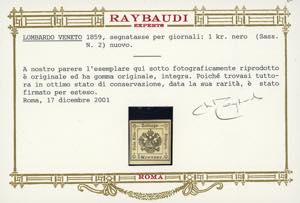 RAYBAUDI
EXPERTS
LOMBARDO VENETO 1859, segnatasse per giornali: 1 kr. nero (Sass.
N. 2) nuovo.
A nostro parere l'esemplare qui sotto fotograficamente riprodotto
è originale ed ha gomma originale, integra. Poiché trovasi tutto-
ra in ottimo stato di conservazione, data la sua rarità, è stato
firmato per esteso.
Roma, 17 dicembre 2001
ROMA